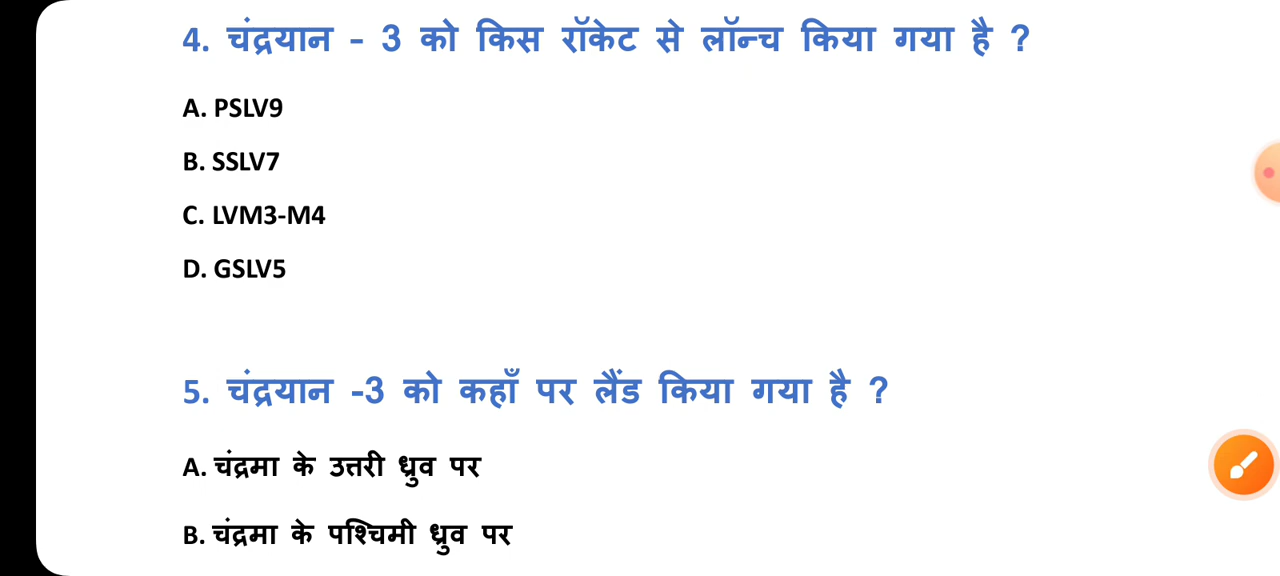 4. चंद्रयान – 3 को किस रॉकेट से लॉन्च किया गया है ?
A. PSLV9
B. SSLV7
C. LVM3-M4
D. GSLV5
5. चंद्रयान -3 को कहाँ पर लैंड किया गया है ?
A. चंद्रमा के उत्तरी ध्रुव पर
B. चंद्रमा के पश्चिमी ध्रुव पर